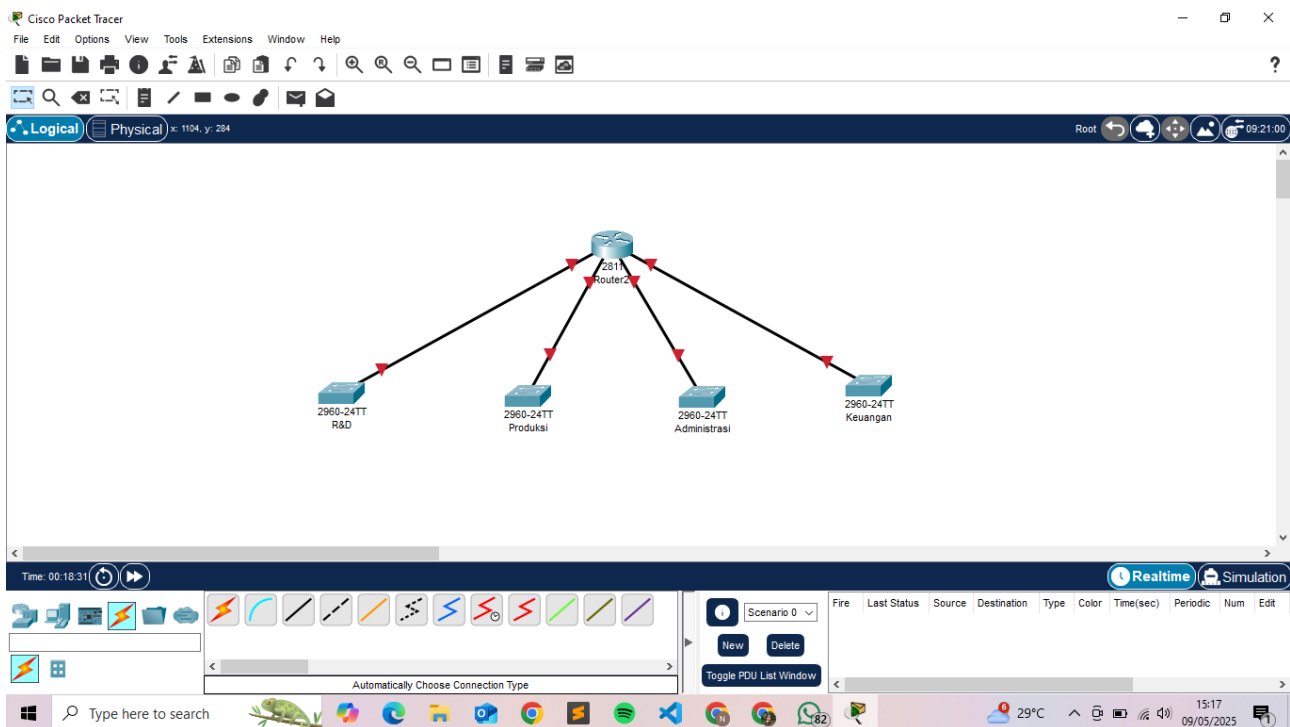 Cisco Packet Tracer
File Edit Options View Tools Extensions Window Help
?
Logical Physical x: 1104, y: 284 Root 09:21:00
2811
Router2
2960-24TT
R&D
2960-24TT
Produksi
2960-24TT
Administrasi
2960-24TT
Keuangan
Time: 00:18:31 Realtime Simulation
Scenario 0
Fire Last Status Source Destination Type Color Time(sec) Periodic Num Edit
New Delete
Toggle PDU List Window
Automatically Choose Connection Type
Type here to search
82
6
29°C
15:17
09/05/2025
1